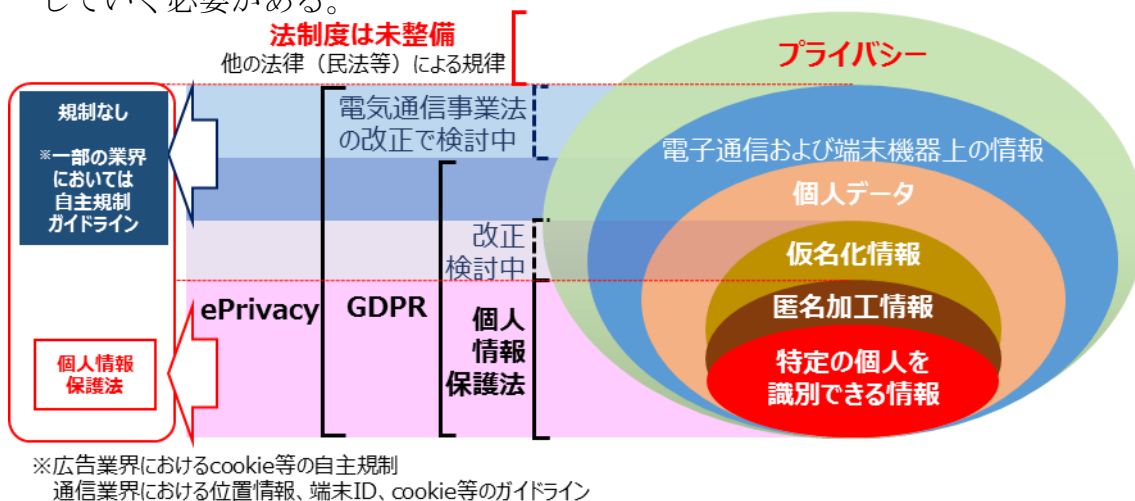 していく必要がある。
法制度は未整備
他の法律（民法等）による規律
プライバシー
規制なし
※一部の業界
においては
自主規制
ガイドライン
電気通信事業法
の改正で検討中
電子通信および端末機器上の情報
個人データ
改正
検討中
仮名化情報
匿名加工情報
ePrivacy
GDPR
個人
情報
保護法
特定の個人を
識別できる情報
個人情報
保護法
※広告業界におけるcookie等の自主規制
通信業界における位置情報、端末ID、cookie等のガイドライン